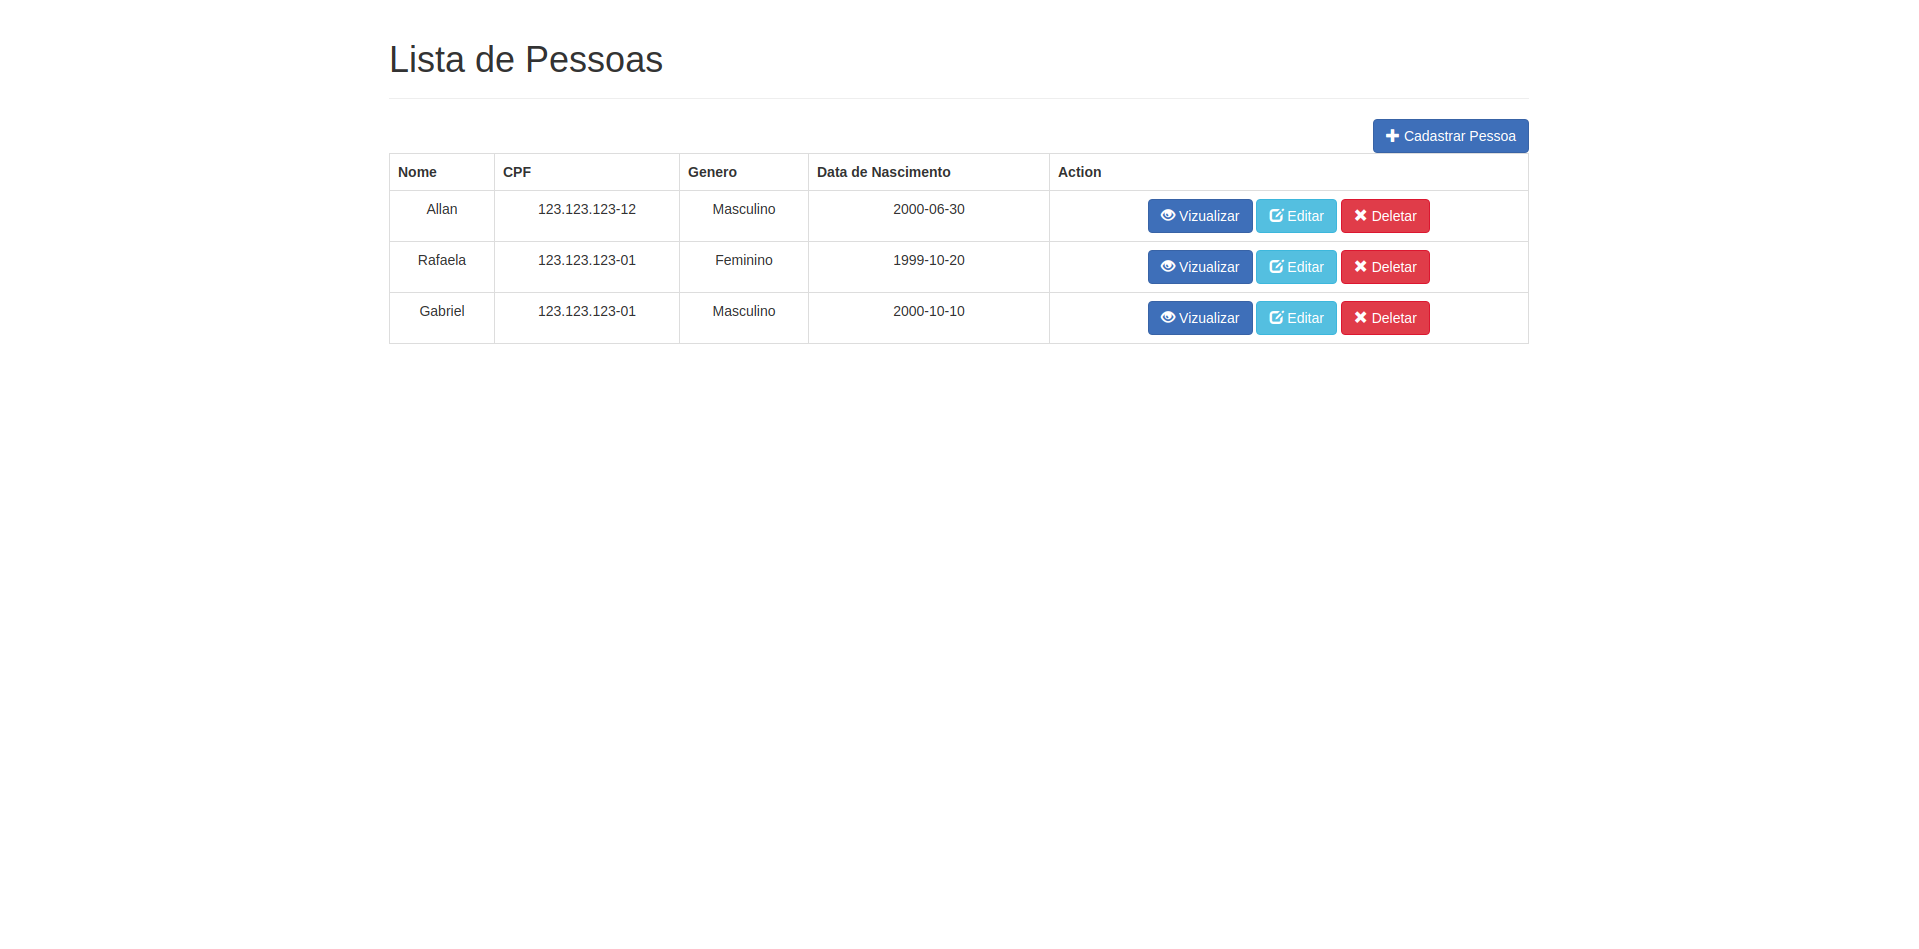 Lista de Pessoas
Cadastrar Pessoa
Nome CPF Genero Data de Nascimento Action
Allan 123.123.123-12 Masculino 2000-06-30 Vizualizar Editar Deletar
Rafaela 123.123.123-01 Feminino 1999-10-20 Vizualizar Editar Deletar
Gabriel 123.123.123-01 Masculino 2000-10-10 Vizualizar Editar Deletar